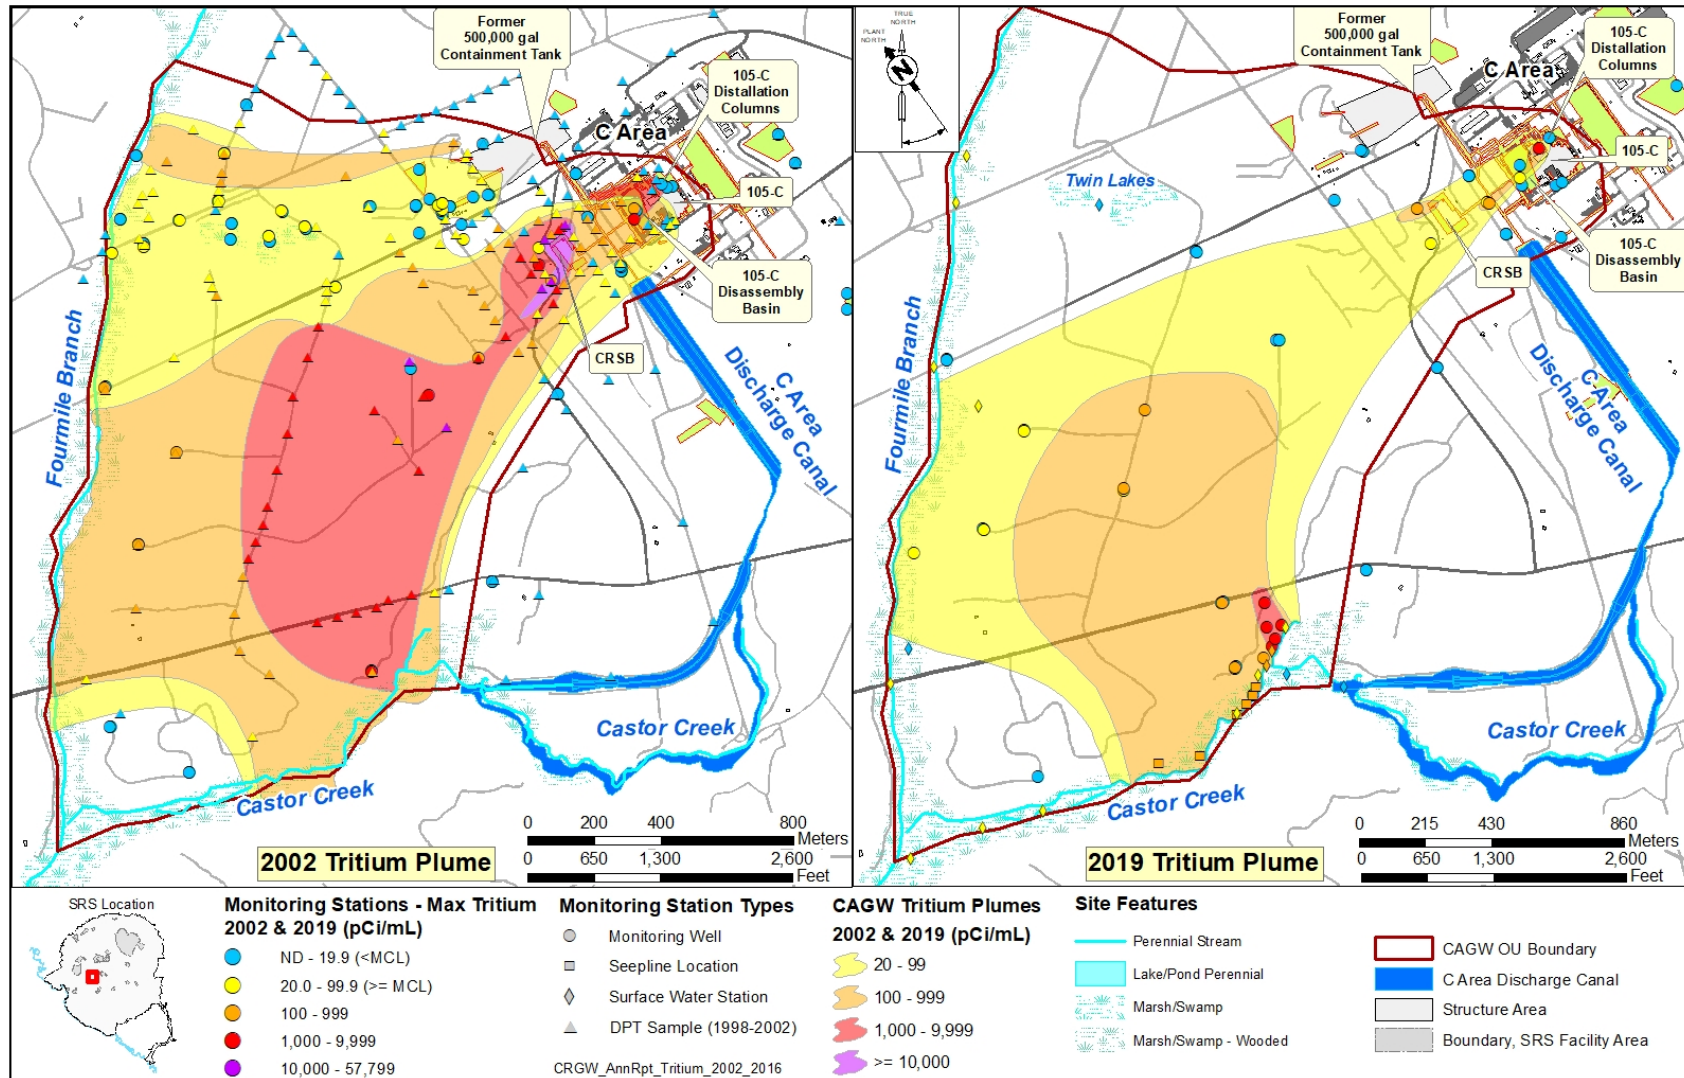 Former
500,000 gal
Containment Tank
105-C
Distallation
Columns
C Area
105-C
105-C
Disassembly
Basin
CRSB
Fourmile Branch
C Area
Discharge Canal
Castor Creek
Castor Creek
0 200 400 800
Meters
0 650 1,300 2,600
Feet
2002 Tritium Plume
TRUE
NORTH
PLANT
NORTH
N
Former
500,000 gal
Containment Tank
105-C
Distallation
Columns
C Area
105-C
Twin Lakes
105-C
Disassembly
Basin
CRSB
Fourmile Branch
C Area
Discharge Canal
Castor Creek
Castor Creek
0 215 430 860
Meters
0 650 1,300 2,600
Feet
2019 Tritium Plume
SRS Location
Monitoring Stations - Max Tritium
2002 & 2019 (pCi/mL)
ND - 19.9 (<MCL)
20.0 - 99.9 (>= MCL)
100 - 999
1,000 - 9,999
10,000 - 57,799
Monitoring Station Types
Monitoring Well
Seepline Location
Surface Water Station
DPT Sample (1998-2002)
CRGW_AnnRpt_Tritium_2002_2016
CAGW Tritium Plumes
2002 & 2019 (pCi/mL)
20 - 99
100 - 999
1,000 - 9,999
>= 10,000
Site Features
Perennial Stream
Lake/Pond Perennial
Marsh/Swamp
Marsh/Swamp - Wooded
CAGW OU Boundary
C Area Discharge Canal
Structure Area
Boundary, SRS Facility Area